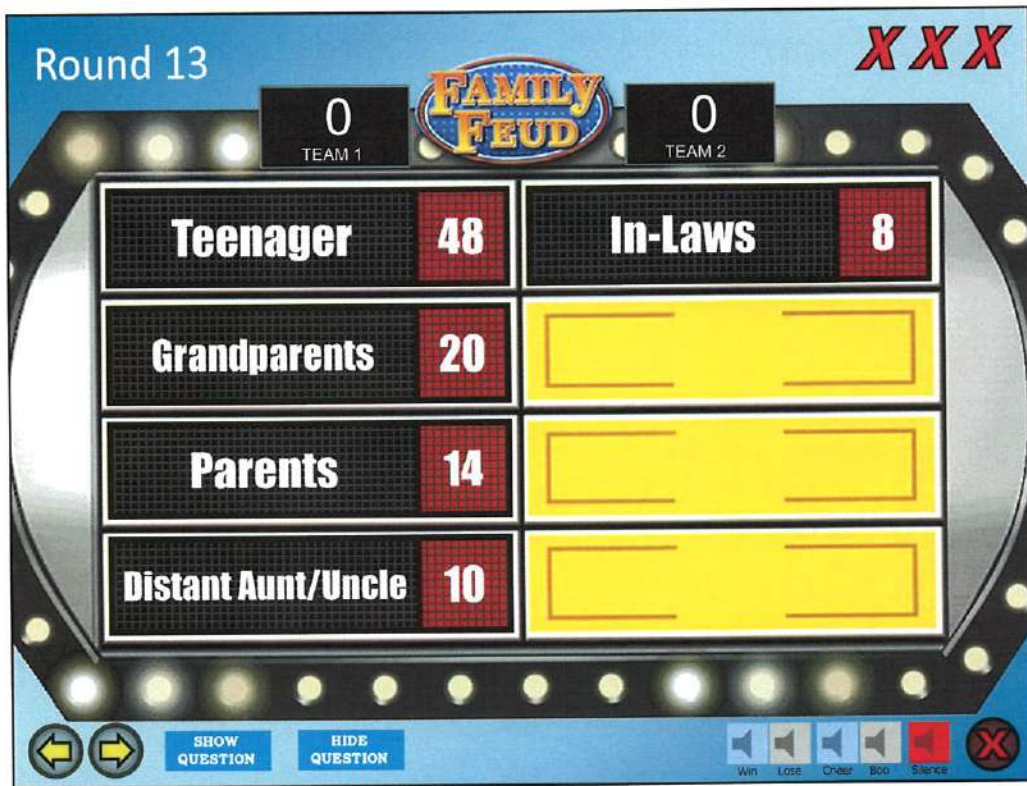 Round 13
X X X
0
TEAM 1
FAMILY
FEUD
0
TEAM 2
Teenager 48
In-Laws 8
Grandparents 20
Parents 14
Distant Aunt/Uncle 10
SHOW
QUESTION
HIDE
QUESTION
Win
Lose
Cheer
Boo
Silence
X